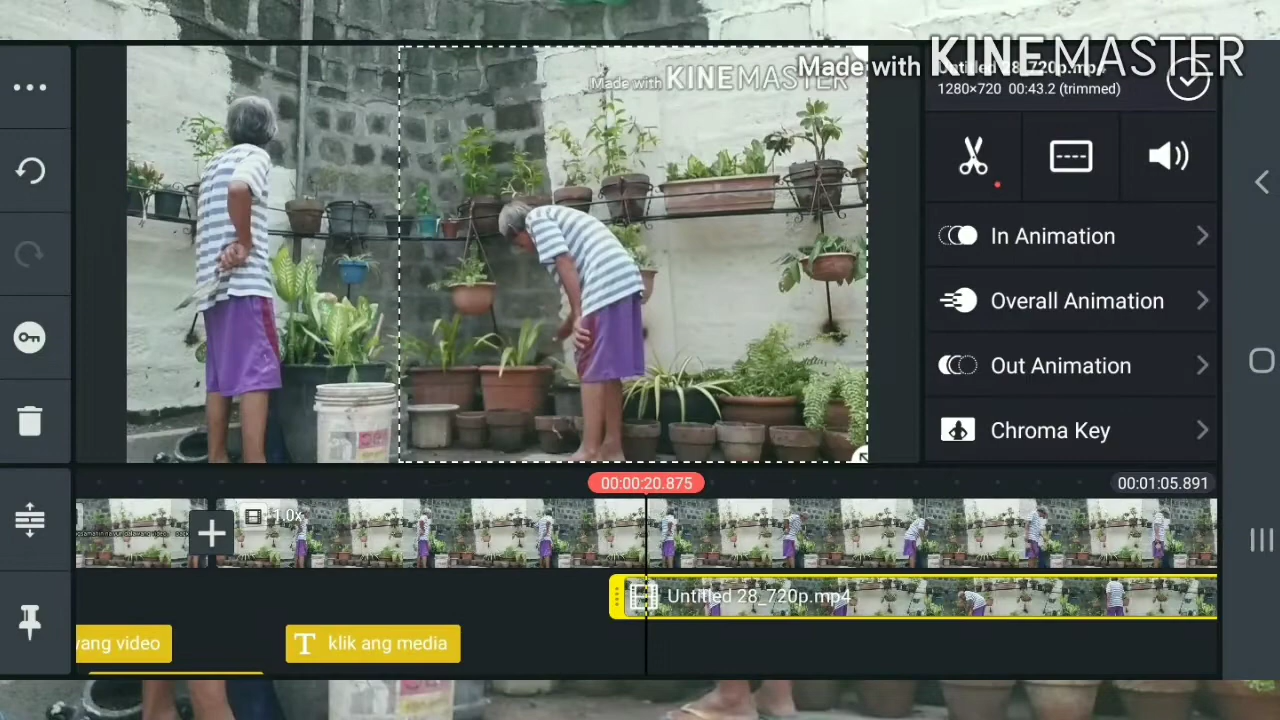 Made with KINEMASTER
Made with KINEMASTER
1280×720 00:43.2 (trimmed)
In Animation
Overall Animation
Out Animation
Chroma Key
00:00:20.875
00:01:05.891
1.0x
Untitled 28_720p.mp4
yang video
T klik ang media